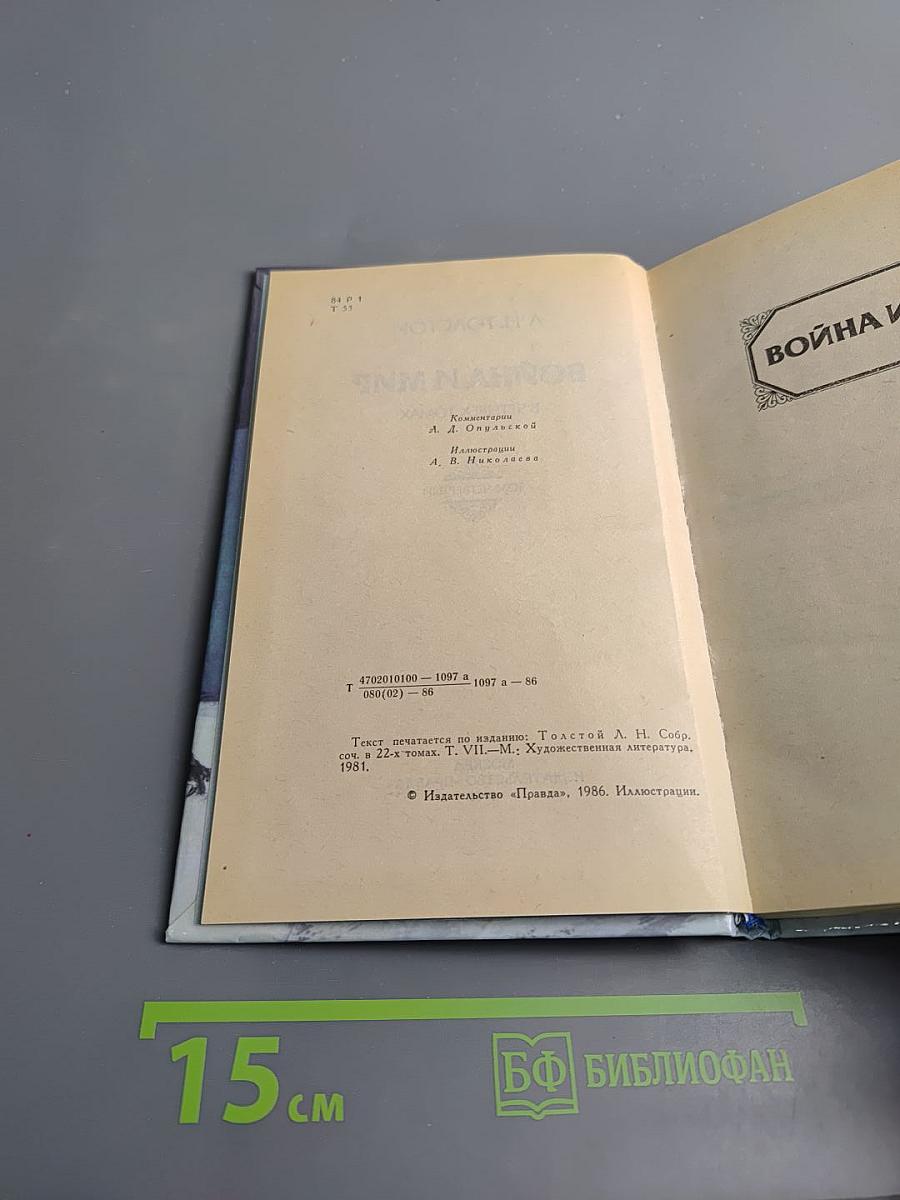 84 Р 1
Т 53
Комментарии
Л. Д. Опульской
Иллюстрации
А. В. Николаева
Т 4702010100 — 1097 а
080(02) — 86
1097 а — 86
Текст печатается по изданию: Толстой Л. Н. Собр.
соч. в 22-х томах. Т. VII.—М.: Художественная литература,
1981.
© Издательство «Правда», 1986. Иллюстрации.
ВОЙНА И
15 см
БФ БИБЛИОФАН